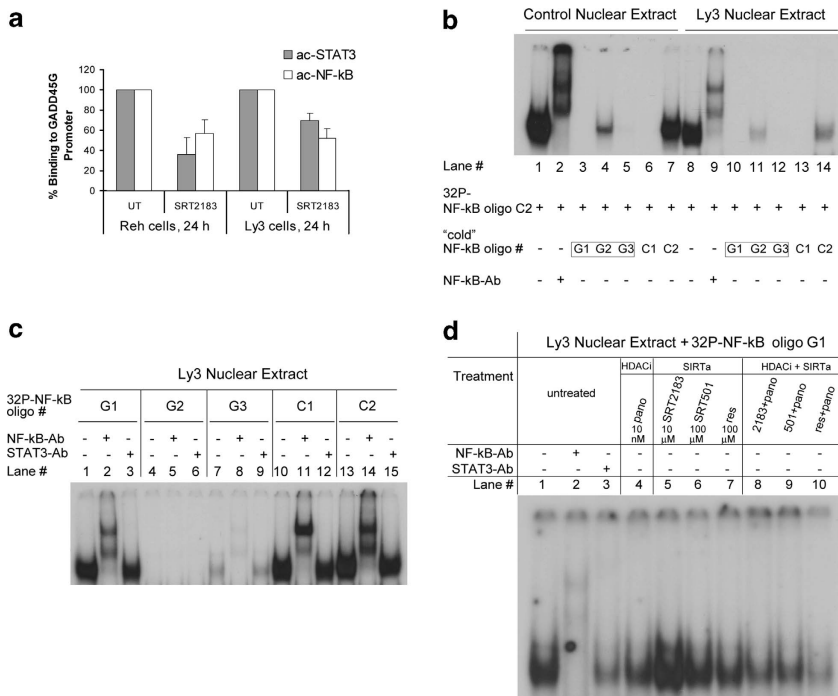 a
ac-STAT3
ac-NF-kB
% Binding to GADD45G
Promoter
120
100
80
60
40
20
0
UT SRT2183 UT SRT2183
Reh cells, 24 h Ly3 cells, 24 h
b
Control Nuclear Extract Ly3 Nuclear Extract
Lane # 1 2 3 4 5 6 7 8 9 10 11 12 13 14
32P-
NF-kB oligo C2 + + + + + + + + + + + + + +
“cold”
NF-kB oligo # - - G1 G2 G3 C1 C2 - - G1 G2 G3 C1 C2
NF-kB-Ab - + - - - - - - + - - - - -
c
Ly3 Nuclear Extract
32P-NF-kB
oligo # G1 G2 G3 C1 C2
NF-kB-Ab - + - - + - - + - - + - - + -
STAT3-Ab - - + - - + - - + - - + - - +
Lane # 1 2 3 4 5 6 7 8 9 10 11 12 13 14 15
d
Ly3 Nuclear Extract + 32P-NF-kB oligo G1
Treatment untreated HDACi SIRTa HDACi + SIRTa
10 nM pano
10 µM SRT2183
100 µM SRT501
100 µM res
2183+pano
501+pano
res+pano
NF-kB-Ab - + - - - - - - - -
STAT3-Ab - - + - - - - - - -
Lane # 1 2 3 4 5 6 7 8 9 10